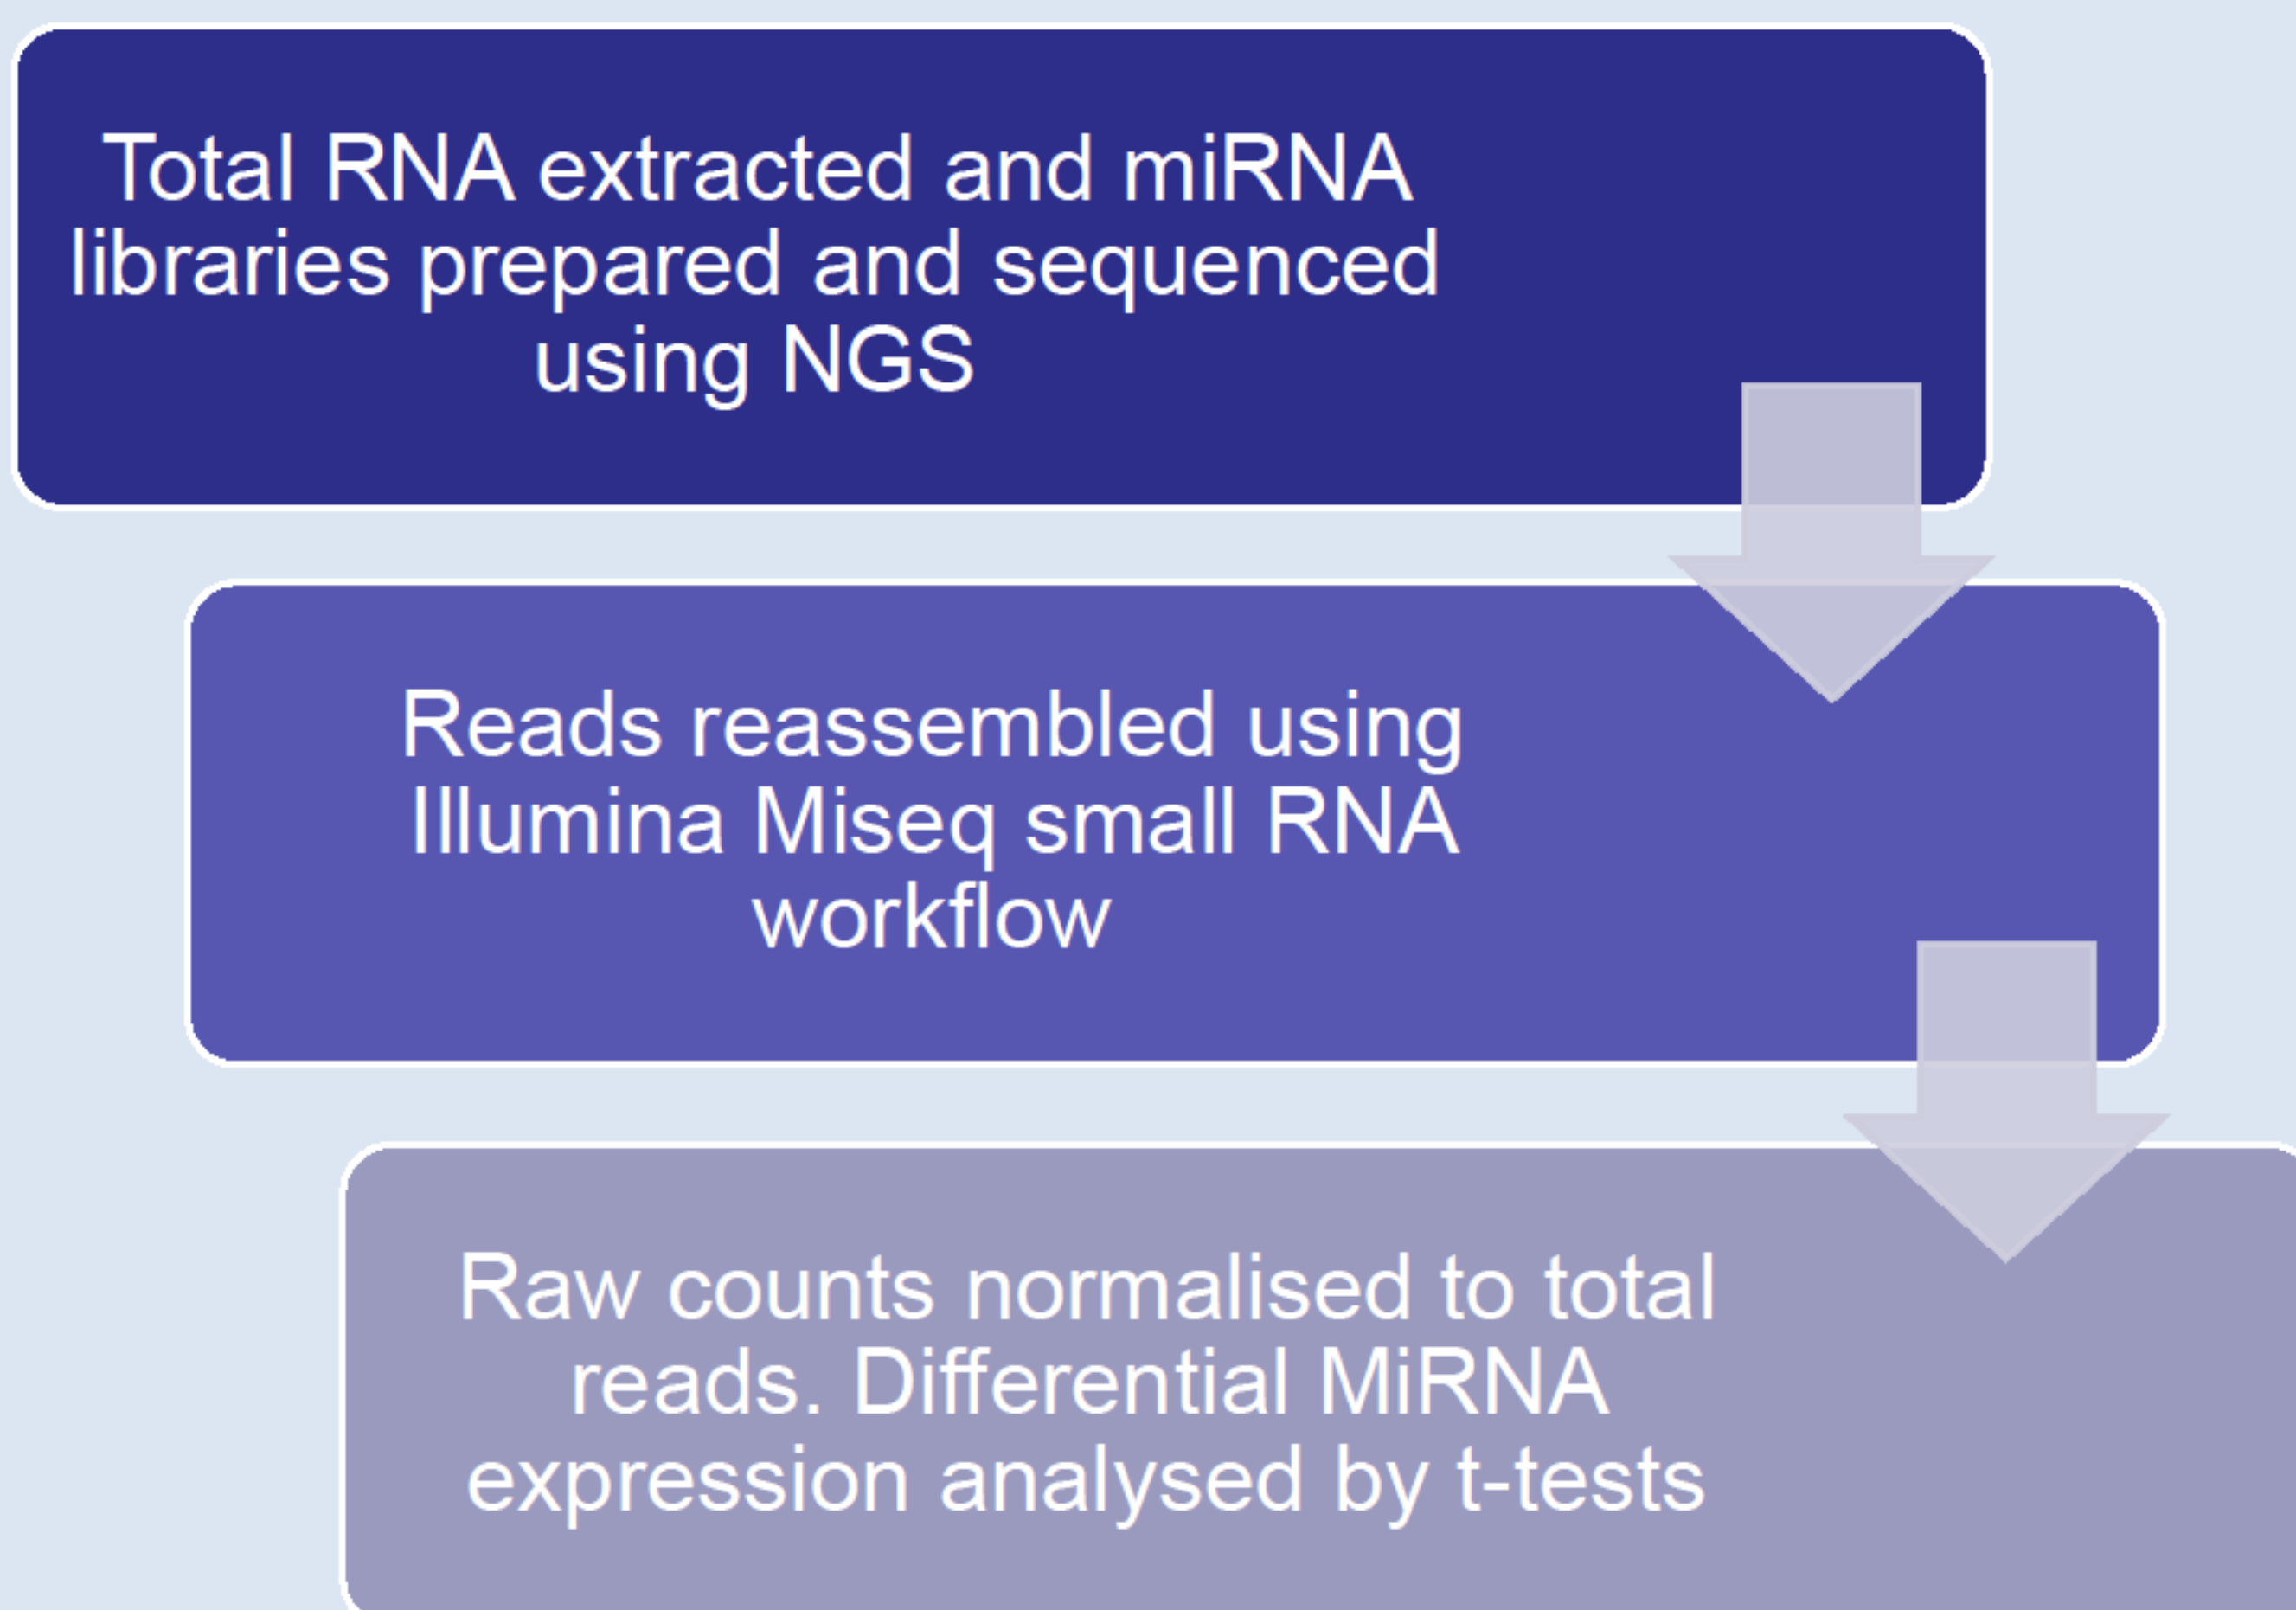 Total RNA extracted and miRNA
libraries prepared and sequenced
using NGS
Reads reassembled using
Illumina Miseq small RNA
workflow
Raw counts normalised to total
reads. Differential MiRNA
expression analysed by t-tests